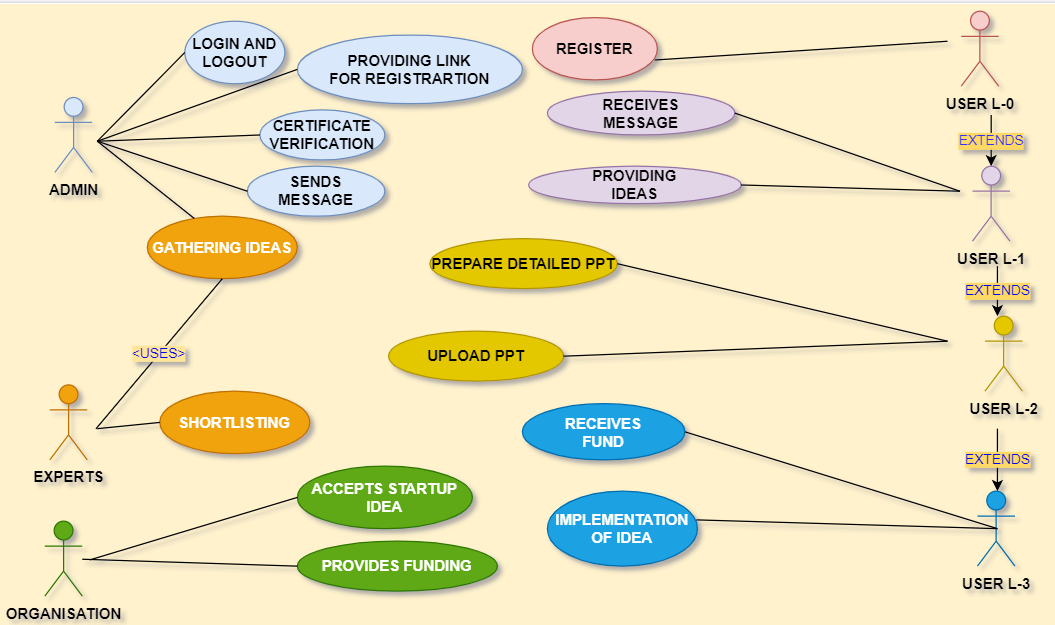 LOGIN AND
LOGOUT
PROVIDING LINK
FOR REGISTRARTION
REGISTER
USER L-0
RECEIVES
MESSAGE
CERTIFICATE
VERIFICATION
EXTENDS
ADMIN
SENDS
MESSAGE
PROVIDING
IDEAS
GATHERING IDEAS
USER L-1
PREPARE DETAILED PPT
EXTENDS
<USES>
UPLOAD PPT
USER L-2
SHORTLISTING
RECEIVES
FUND
EXTENDS
EXPERTS
ACCEPTS STARTUP
IDEA
IMPLEMENTATION
OF IDEA
PROVIDES FUNDING
USER L-3
ORGANISATION